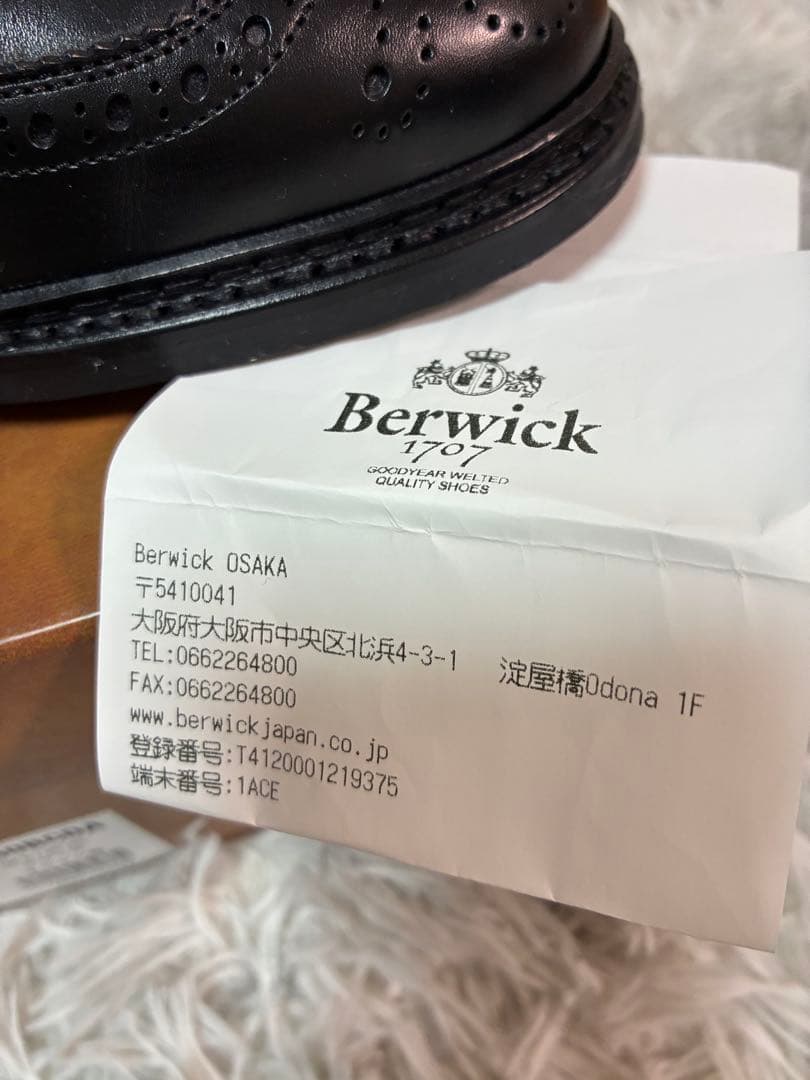 Berwick
1707
GOODYEAR WELTED
QUALITY SHOES
Berwick OSAKA
〒5410041
大阪府大阪市中央区北浜4-3-1 淀屋橋Odona 1F
TEL:0662264800
FAX:0662264800
www.berwickjapan.co.jp
登録番号:T4120001219375
端末番号:1ACE